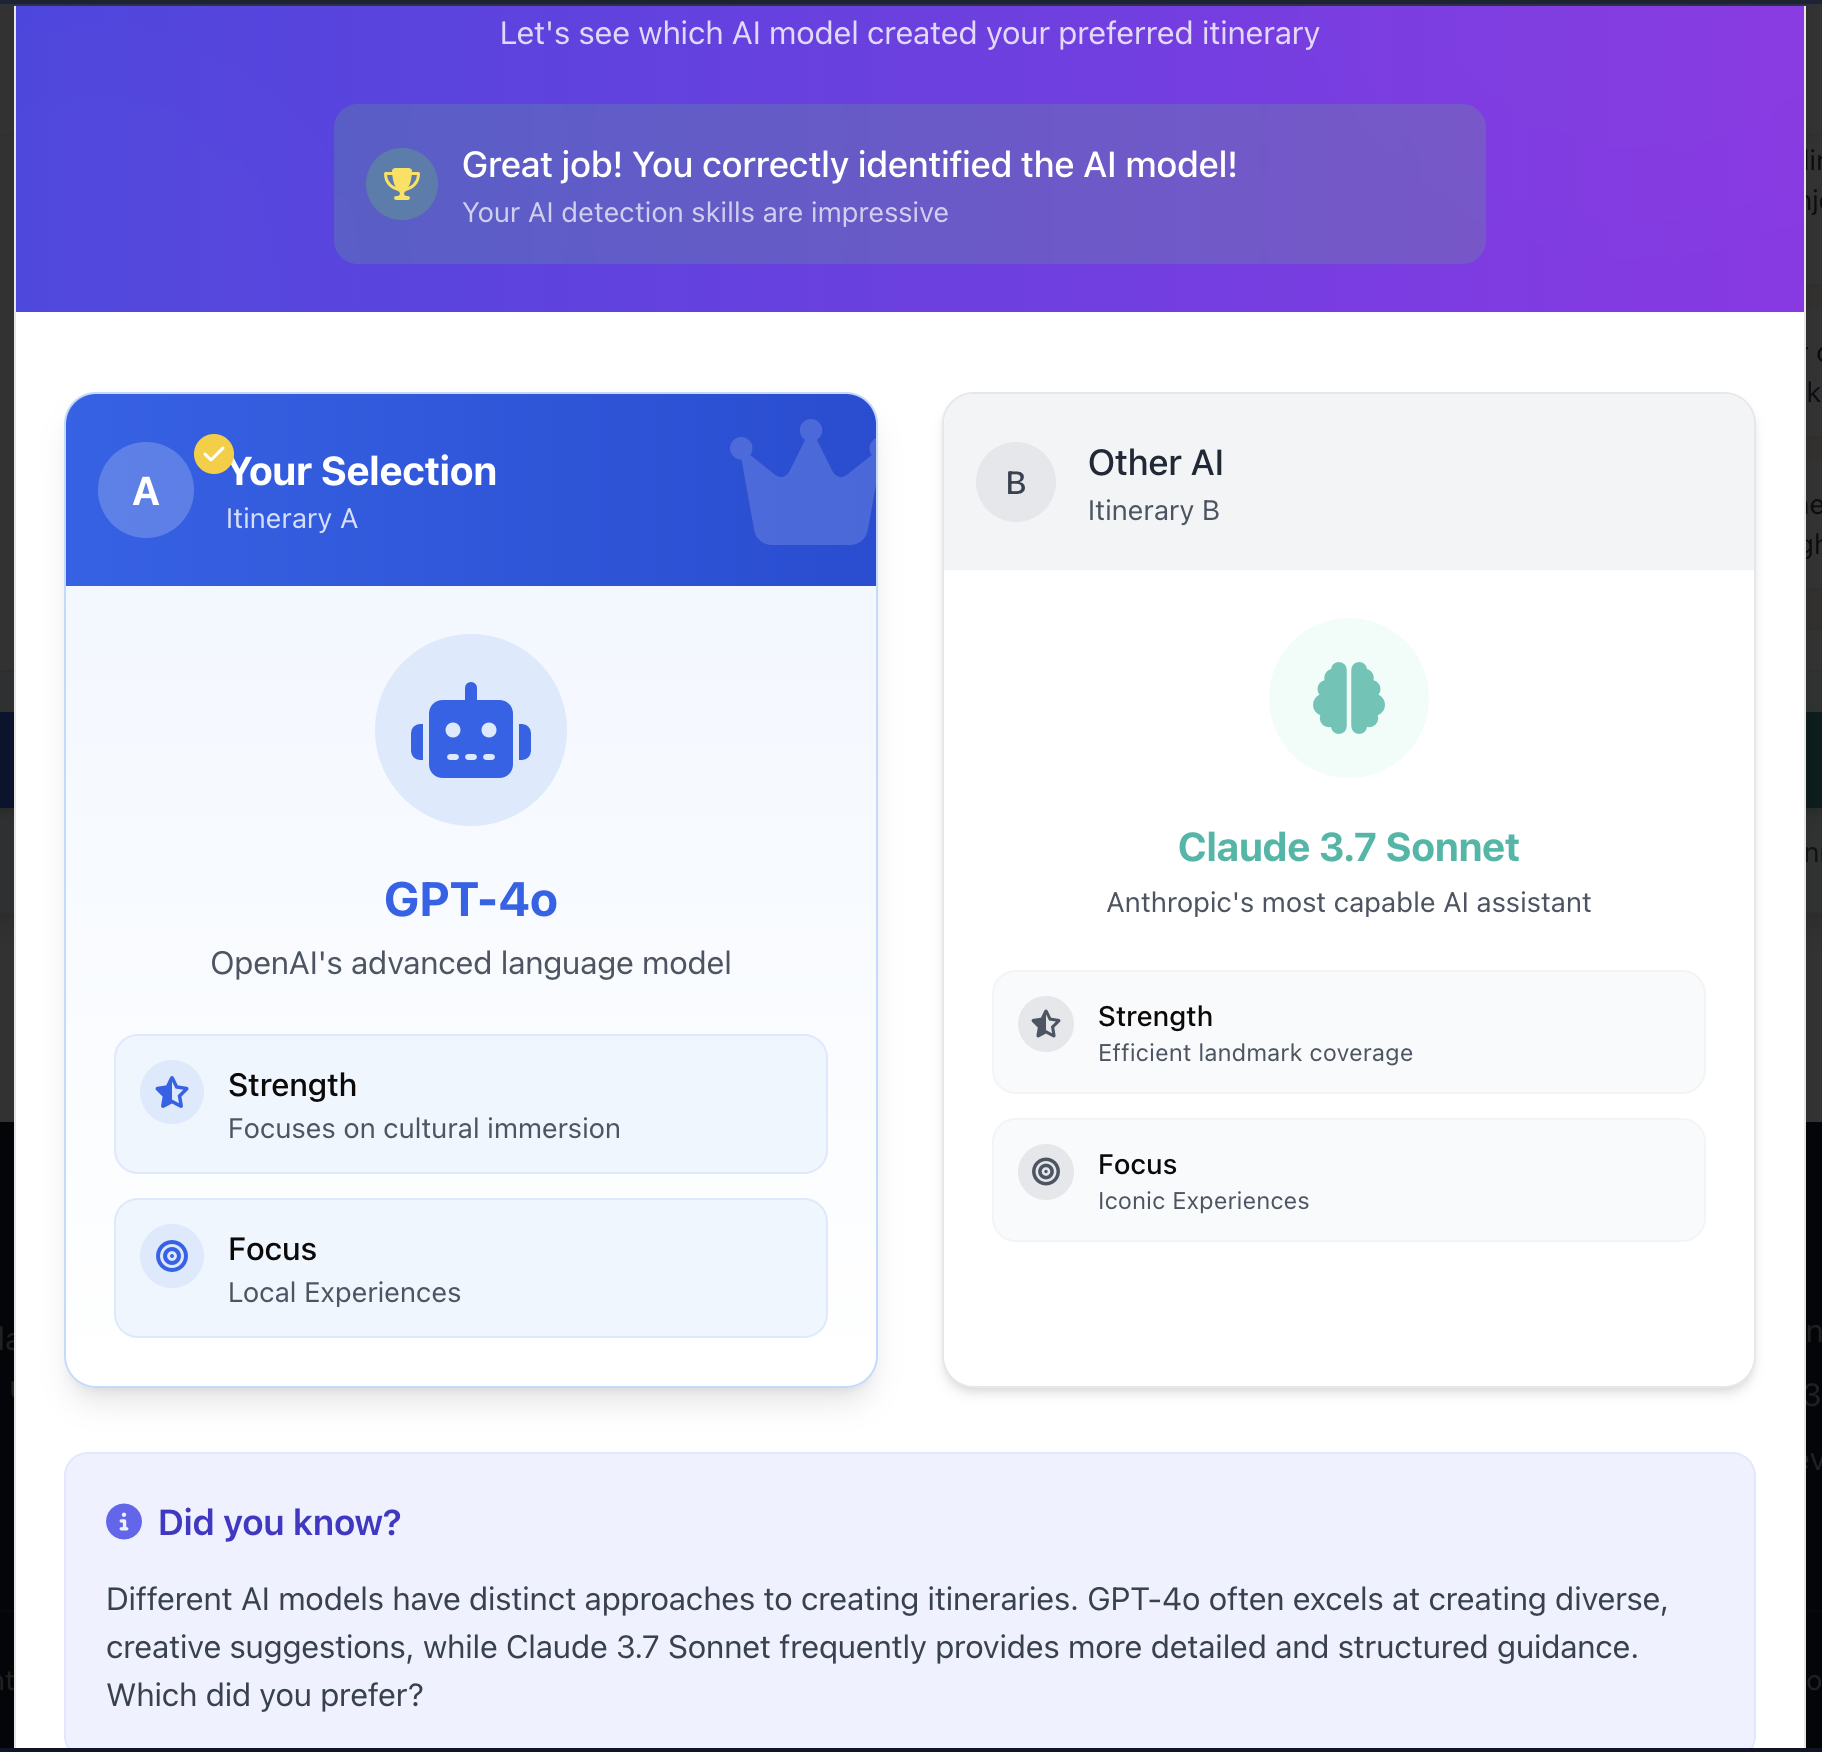 Let's see which AI model created your preferred itinerary
Great job! You correctly identified the AI model!
Your AI detection skills are impressive
A
Your Selection
Itinerary A
GPT-4o
OpenAI's advanced language model
Strength
Focuses on cultural immersion
Focus
Local Experiences
B
Other AI
Itinerary B
Claude 3.7 Sonnet
Anthropic's most capable AI assistant
Strength
Efficient landmark coverage
Focus
Iconic Experiences
Did you know?
Different AI models have distinct approaches to creating itineraries. GPT-4o often excels at creating diverse,
creative suggestions, while Claude 3.7 Sonnet frequently provides more detailed and structured guidance.
Which did you prefer?